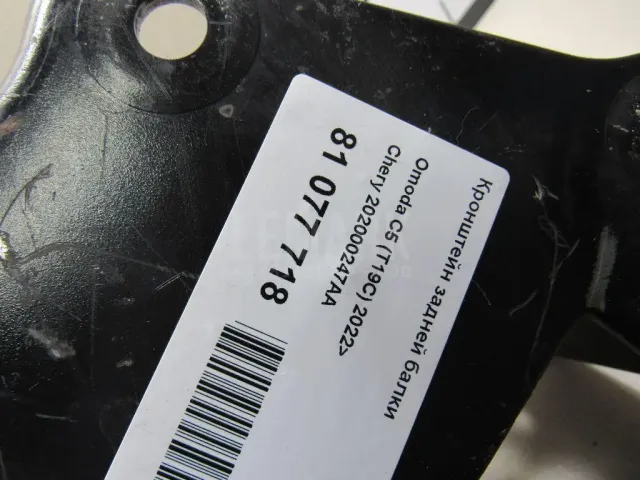 Кронштейн задней балки
Omoda C5 (T19C) 2022>
Chery 202000247AA
81 077 718